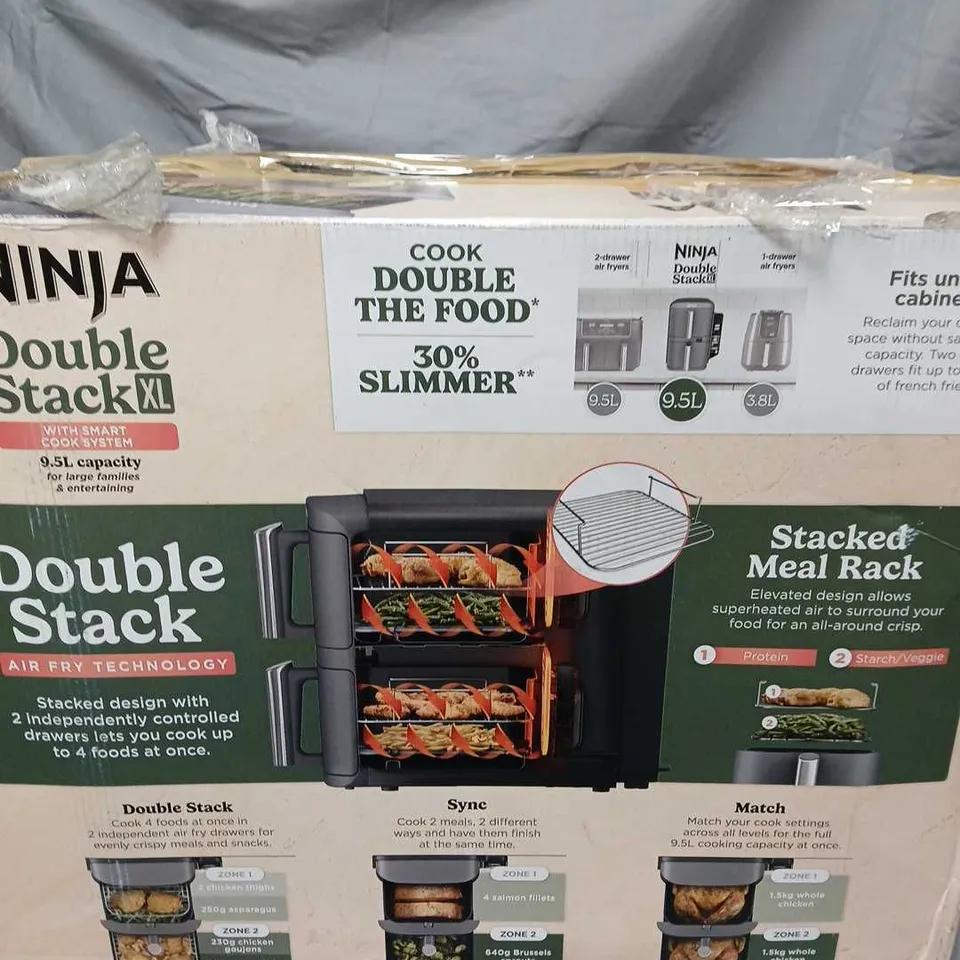 NINJA
Double
Stack XL
WITH SMART
COOK SYSTEM
9.5L capacity
for large families
& entertaining
COOK
DOUBLE
THE FOOD*
30%
SLIMMER**
2-drawer
air fryers
NINJA
Double
Stack XL
1-drawer
air fryers
9.5L
9.5L
3.8L
Fits
Reclaim your
space without
capacity. Two
drawers fit up to
of french
Double
Stack
AIR FRY TECHNOLOGY
Stacked design with
2 independently controlled
drawers lets you cook up
to 4 foods at once.
Stacked
Meal Rack
Elevated design allows
superheated air to surround your
food for an all-around crisp.
1 Protein
2 Starch/Veggie
1
2
Double Stack
Cook 4 foods at once in
2 independent air fry drawers for
evenly crispy meals and snacks.
ZONE 1
2 chicken thighs
250g asparagus
ZONE 2
230g chicken
goujons
Sync
Cook 2 meals, 2 different
ways and have them finish
at the same time.
ZONE 1
4 salmon fillets
ZONE 2
640g Brussels
Match
Match your cook settings
across all levels for the full
9.5L cooking capacity at once.
ZONE 1
1.5kg whole
chicken
ZONE 2
1.5kg whole
chicken